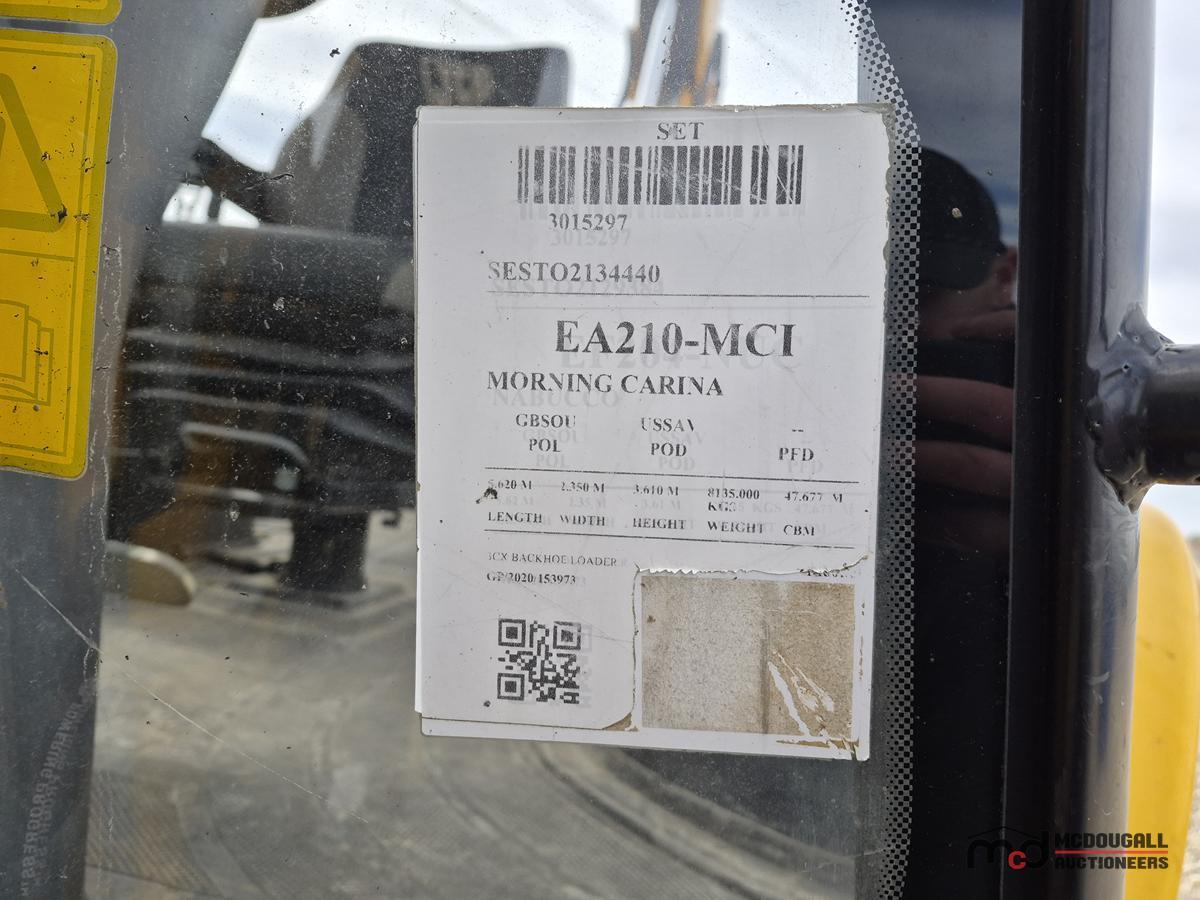 SET
3015297
SESTO2134440
EA210-MCI
MORNING CARINA
GBSOU USSAV --
POL POD PFD
5.620 M 2.350 M 3.610 M 8135.000 KGS 47.677 M
LENGTH WIDTH HEIGHT WEIGHT CBM
3CX BACKHOE LOADER
GP/2020/153973
mcd MCDOUGALL
AUCTIONEERS